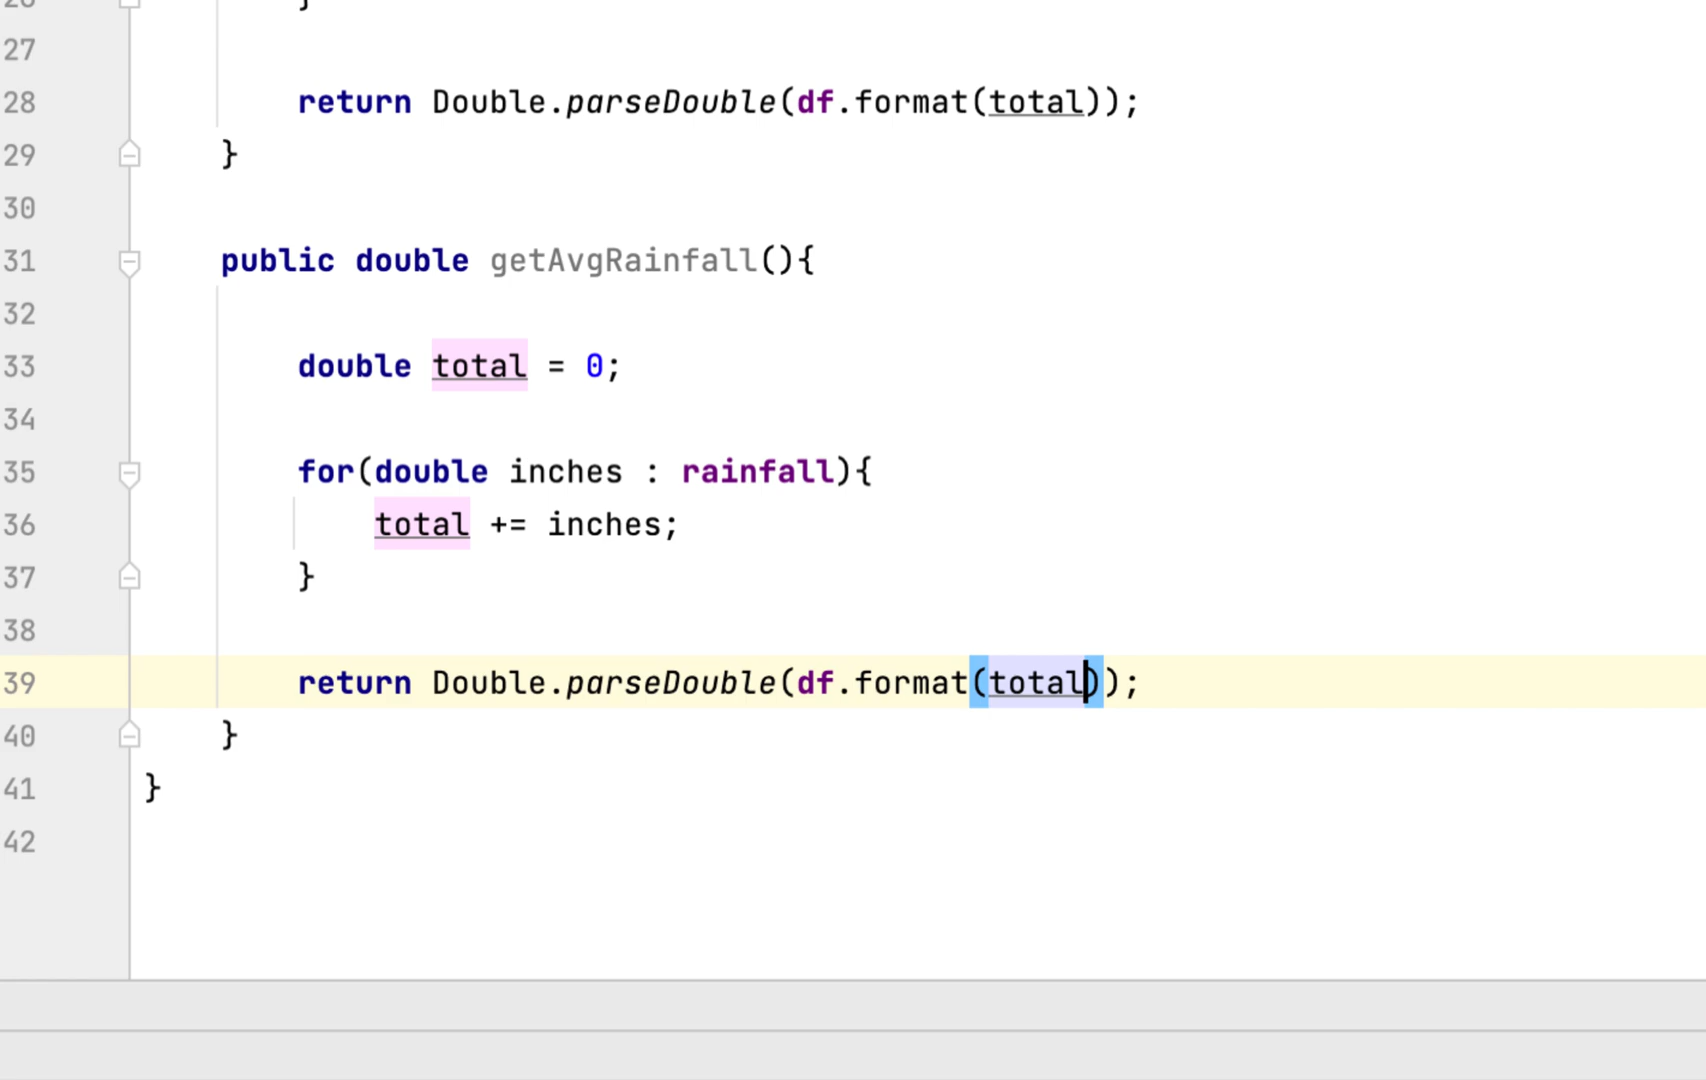 26 }
27
28 return Double.parseDouble(df.format(total));
29 }
30
31 public double getAvgRainfall(){
32
33 double total = 0;
34
35 for(double inches : rainfall){
36 total += inches;
37 }
38
39 return Double.parseDouble(df.format(total));
40 }
41 }
42